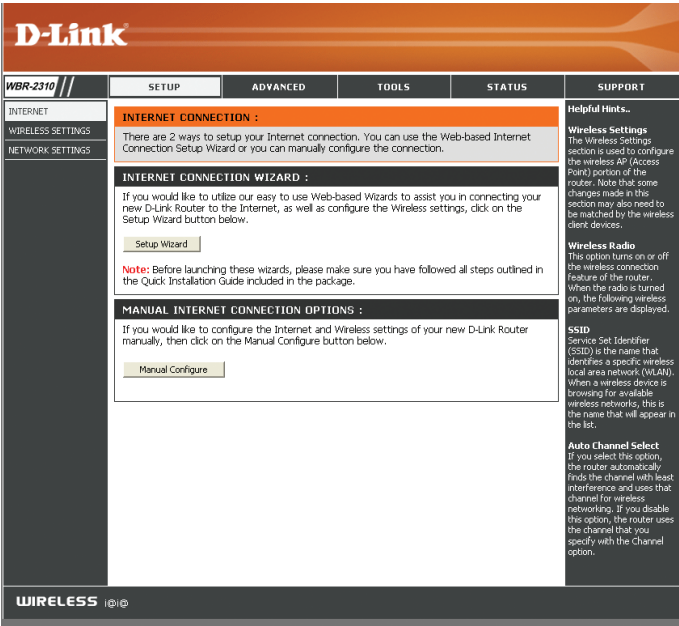 D-Link
WBR-2310 //
SETUP
ADVANCED
TOOLS
STATUS
SUPPORT
INTERNET
WIRELESS SETTINGS
NETWORK SETTINGS
INTERNET CONNECTION :
There are 2 ways to setup your Internet connection. You can use the Web-based Internet
Connection Setup Wizard or you can manually configure the connection.
INTERNET CONNECTION WIZARD :
If you would like to utilize our easy to use Web-based Wizards to assist you in connecting your
new D-Link Router to the Internet, as well as configure the Wireless settings, click on the
Setup Wizard button below.
Setup Wizard
Note: Before launching these wizards, please make sure you have followed all steps outlined in
the Quick Installation Guide included in the package.
MANUAL INTERNET CONNECTION OPTIONS :
If you would like to configure the Internet and Wireless settings of your new D-Link Router
manually, then click on the Manual Configure button below.
Manual Configure
Helpful Hints..
Wireless Settings
The Wireless Settings
section is used to configure
the wireless AP (Access
Point) portion of the
router. Note that some
changes made in this
section may also need to
be matched by the wireless
client devices.
Wireless Radio
This option turns on or off
the wireless connection
feature of the router.
When the radio is turned
on, the following wireless
parameters are displayed.
SSID
Service Set Identifier
(SSID) is the name that
identifies a specific wireless
local area network (WLAN).
When a wireless device is
browsing for available
wireless networks, this is
the name that will appear in
the list.
Auto Channel Select
If you select this option,
the router automatically
finds the channel with least
interference and uses that
channel for wireless
networking. If you disable
this option, the router uses
the channel that you
specify with the Channel
option.
WIRELESS i@i@